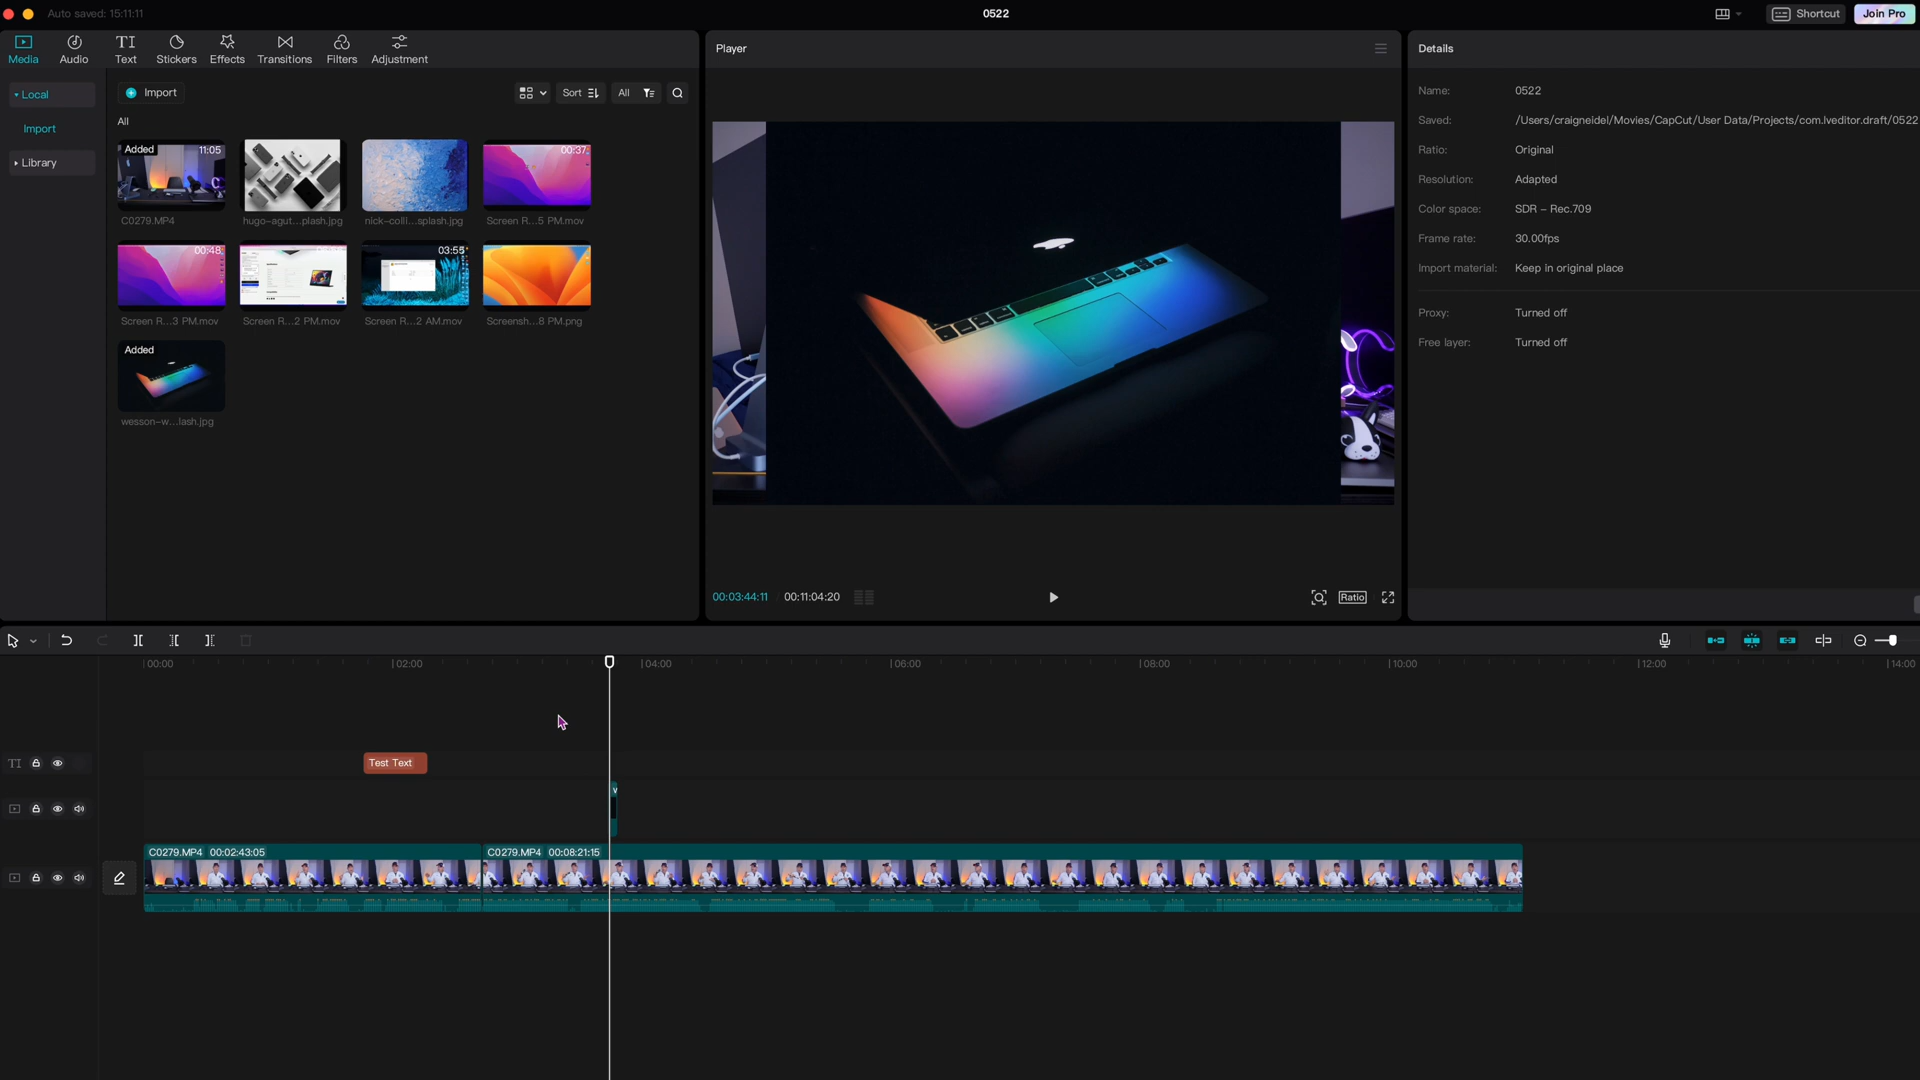 Auto saved: 15:11:11
0522
Shortcut
Join Pro
Media
Audio
Text
Stickers
Effects
Transitions
Filters
Adjustment
Local
Import
Library
Import
Sort
All
All
Added
11:05
C0279.MP4
hugo-agut...plash.jpg
nick-colli...splash.jpg
00:37
Screen R...5 PM.mov
00:48
Screen R...3 PM.mov
Screen R...2 PM.mov
03:55
Screen R...2 AM.mov
Screensh...8 PM.png
Added
wesson-w...lash.jpg
Player
00:03:44:11
00:11:04:20
Ratio
Details
Name: 0522
Saved: /Users/craigneidel/Movies/CapCut/User Data/Projects/com.lveditor.draft/0522
Ratio: Original
Resolution: Adapted
Color space: SDR – Rec.709
Frame rate: 30.00fps
Import material: Keep in original place
Proxy: Turned off
Free layer: Turned off
00:00
02:00
04:00
06:00
08:00
10:00
12:00
14:00
TI
Test Text
C0279.MP4 00:02:43:05
C0279.MP4 00:08:21:15